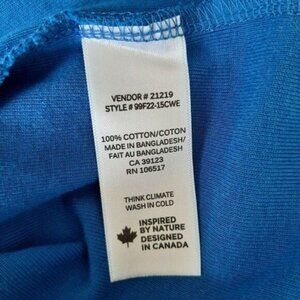 VENDOR # 21219
STYLE # 99F22-15CWE
100% COTTON/COTON
MADE IN BANGLADESH/
FAIT AU BANGLADESH
CA 39123
RN 106517
THINK CLIMATE
WASH IN COLD
INSPIRED
BY NATURE
DESIGNED
IN CANADA